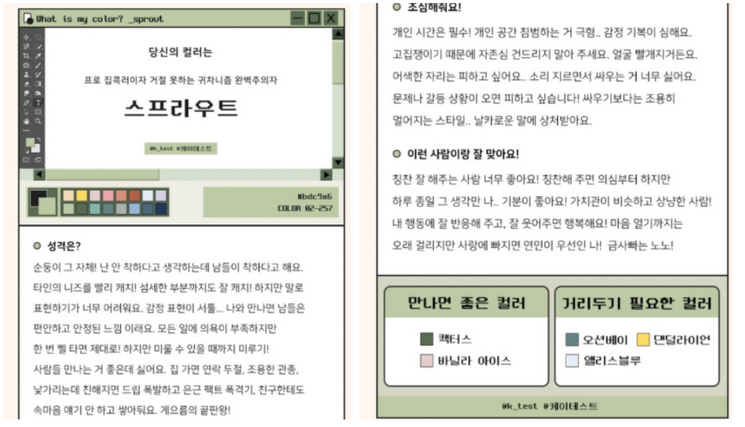 What is my color? _sprout
당신의 컬러는
프로 집콕러이자 거절 못하는 귀차니즘 완벽주의자
스프라우트
@k_test #케이테스트
#bdc9a6
COLOR 02-257
성격은?
순둥이 그 자체! 난 안 착하다고 생각하는데 남들이 착하다고 해요.
타인의 니즈를 빨리 캐치! 섬세한 부분까지도 잘 캐치! 하지만 말로
표현하기가 너무 어려워요. 감정 표현이 서툴... 나와 만나면 남들은
편안하고 안정된 느낌 이래요. 모든 일에 의욕이 부족하지만
한 번 삘 타면 제대로! 하지만 미룰 수 있을 때까지 미루기!
사람들 만나는 거 좋은데 싫어요. 집 가면 연락 두절, 조용한 관종,
낯가리는데 친해지면 드립 폭발하고 은근 팩트 폭격기, 친구한테도
속마음 얘기 안 하고 쌓아둬요. 게으름의 끝판왕!
조심해줘요!
개인 시간은 필수! 개인 공간 침범하는 거 극혐.. 감정 기복이 심해요.
고집쟁이기 때문에 자존심 건드리지 말아 주세요. 얼굴 빨개지거든요.
어색한 자리는 피하고 싶어요.. 소리 지르면서 싸우는 거 너무 싫어요.
문제나 갈등 상황이 오면 피하고 싶습니다! 싸우기보다는 조용히
멀어지는 스타일.. 날카로운 말에 상처받아요.
이런 사람이랑 잘 맞아요!
칭찬 잘 해주는 사람 너무 좋아요! 칭찬해 주면 의심부터 하지만
하루 종일 그 생각만 나.. 기분이 좋아요! 가치관이 비슷하고 상냥한 사람!
내 행동에 잘 반응해 주고, 잘 웃어주면 행복해요! 마음 열기까지는
오래 걸리지만 사랑에 빠지면 연인이 우선인 나! 금사빠는 노노!
만나면 좋은 컬러
캑터스
바닐라 아이스
거리두기 필요한 컬러
오션베이
댄덜라이언
앨리스블루
@k_test #케이테스트